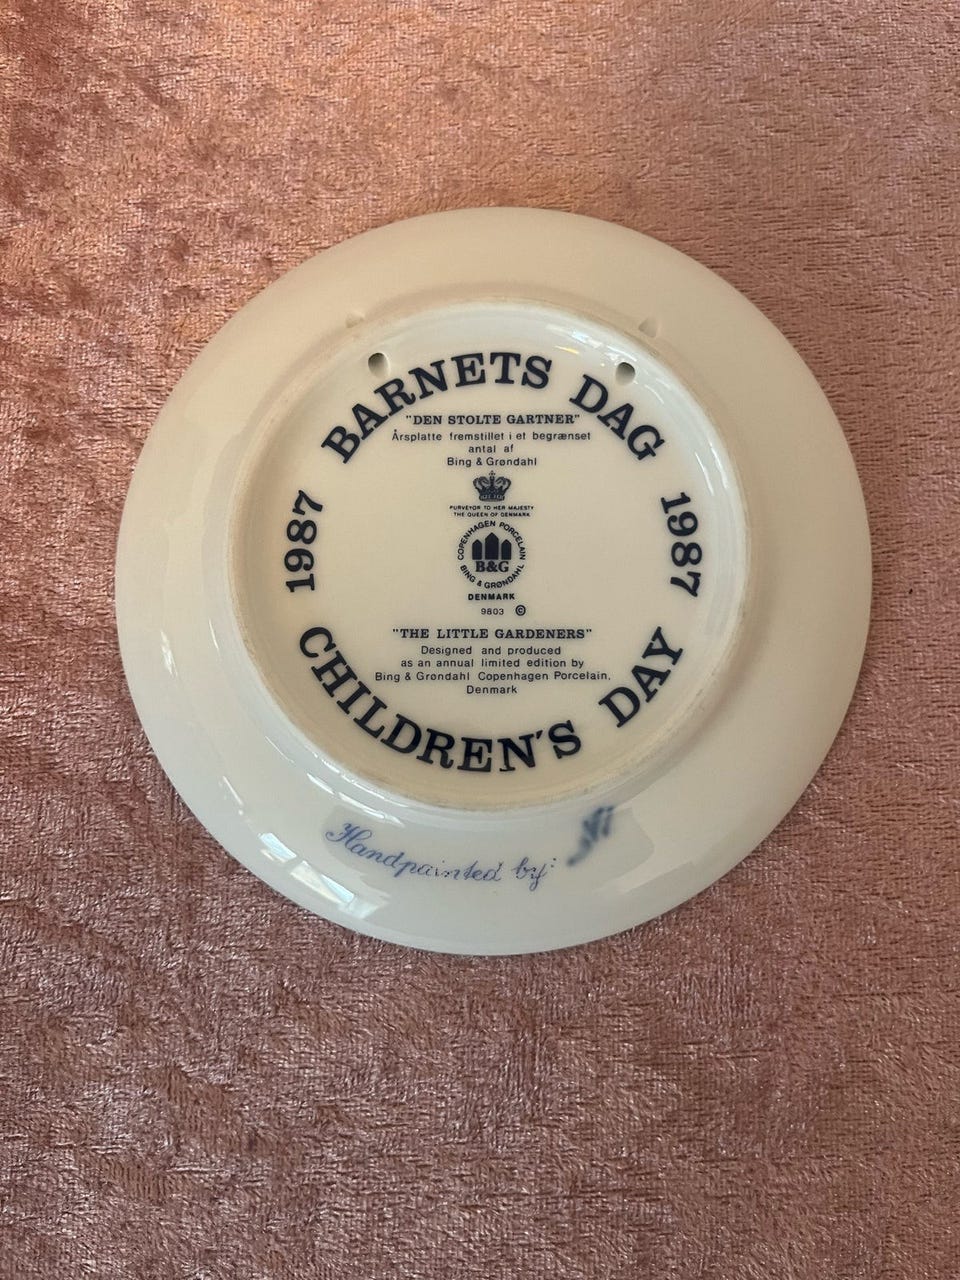 BARNETS DAG
"DEN STOLTE GARTNER"
Årsplatte fremstillet i et begrænset
antal af
Bing & Grøndahl
PURVEYOR TO HER MAJESTY
THE QUEEN OF DENMARK
1987
1987
COPENHAGEN PORCELAIN
B&G
BING & GRØNDAHL
DENMARK
9803 ©
"THE LITTLE GARDENERS"
Designed and produced
as an annual limited edition by
Bing & Grøndahl Copenhagen Porcelain,
Denmark
CHILDREN'S DAY
Handpainted by: